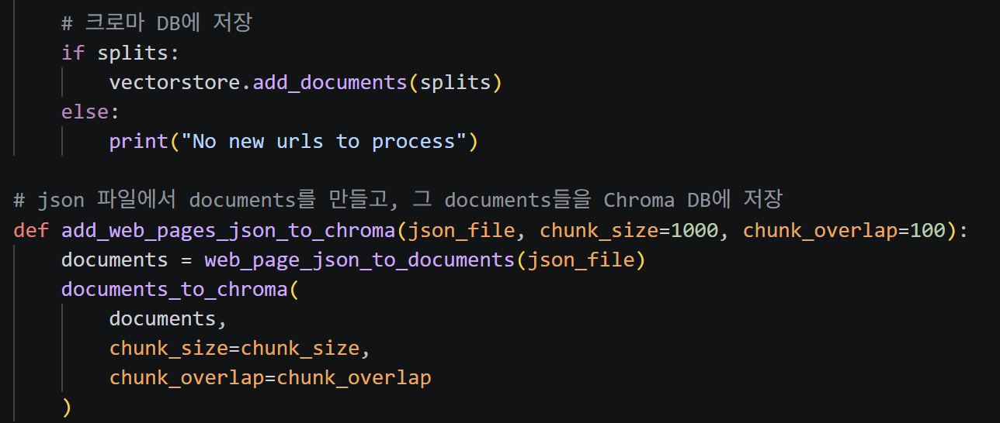 # 크로마 DB에 저장
if splits:
vectorstore.add_documents(splits)
else:
print("No new urls to process")
# json 파일에서 documents를 만들고, 그 documents들을 Chroma DB에 저장
def add_web_pages_json_to_chroma(json_file, chunk_size=1000, chunk_overlap=100):
documents = web_page_json_to_documents(json_file)
documents_to_chroma(
documents,
chunk_size=chunk_size,
chunk_overlap=chunk_overlap
)